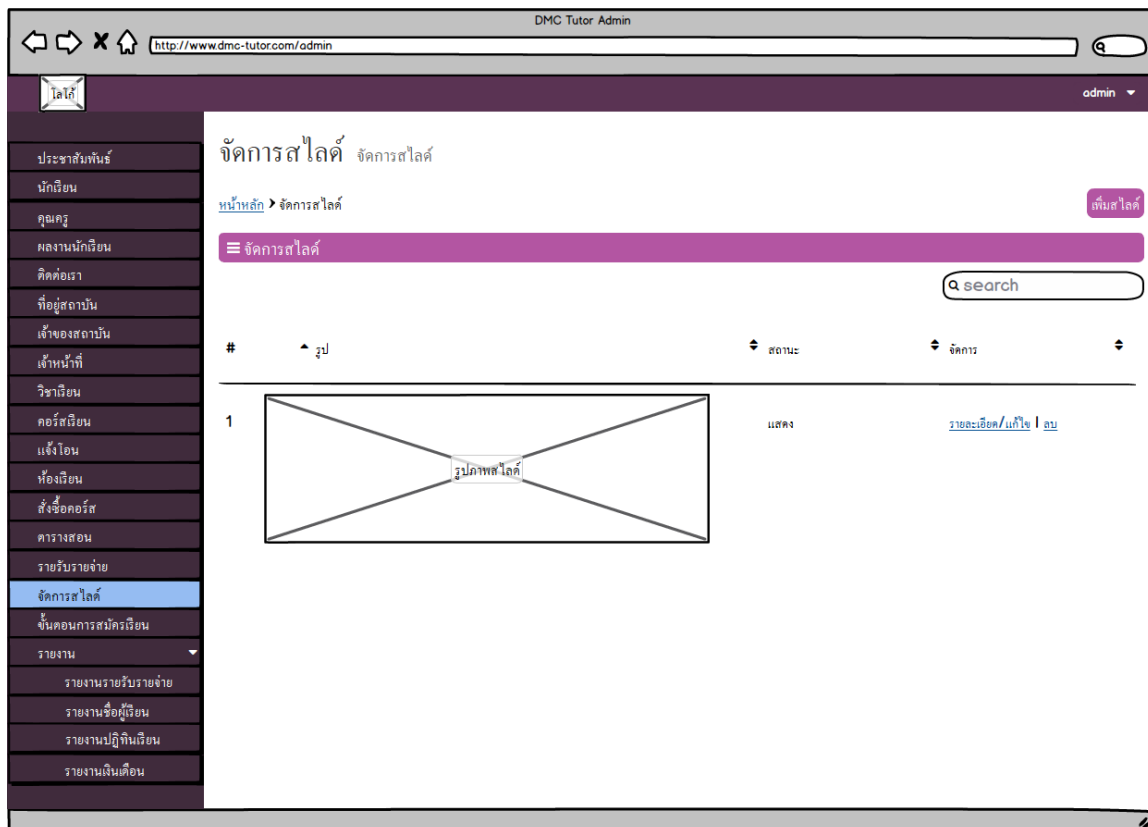 DMC Tutor Admin
http://www.dmc-tutor.com/admin
โลโก้
admin
ประชาสัมพันธ์
นักเรียน
คุณครู
ผลงานนักเรียน
ติดต่อเรา
ที่อยู่สถาบัน
เจ้าของสถาบัน
เจ้าหน้าที่
วิชาเรียน
คอร์สเรียน
แจ้งโอน
ห้องเรียน
สั่งซื้อคอร์ส
ตารางสอน
รายรับรายจ่าย
จัดการสไลด์
ขั้นตอนการสมัครเรียน
รายงาน
รายงานรายรับรายจ่าย
รายงานชื่อผู้เรียน
รายงานปฏิทินเรียน
รายงานเงินเดือน
จัดการสไลด์ จัดการสไลด์
หน้าหลัก จัดการสไลด์
เพิ่มสไลด์
จัดการสไลด์
search
# รูป สถานะ จัดการ
1 รูปภาพสไลด์ แสดง รายละเอียด/แก้ไข | ลบ